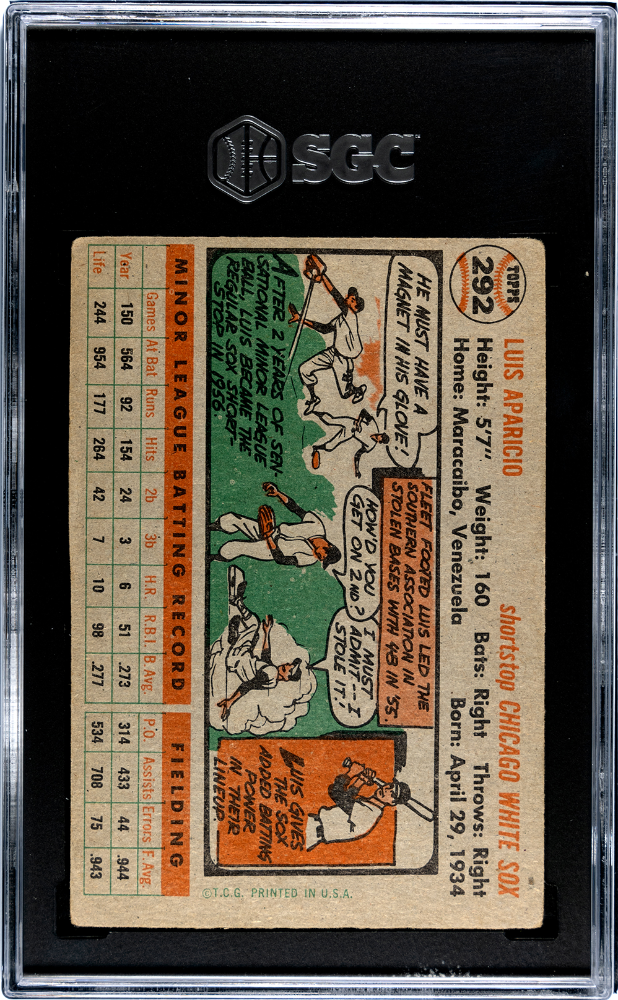 SGC
TOPPS
292
LUIS APARICIO
shortstop CHICAGO WHITE SOX
Height: 5'7" Weight: 160 Bats: Right Throws: Right
Home: Maracaibo, Venezuela Born: April 29, 1934
HE MUST HAVE A
MAGNET IN HIS GLOVE!
AFTER 2 YEARS OF SEN-
SATIONAL MINOR LEAGUE
BALL, LUIS BECAME THE
REGULAR SOX SHORT-
STOP IN 1956
FLEET FOOTED LUIS LED THE
SOUTHERN ASSOCIATION IN
STOLEN BASES WITH 48 IN '55.
HOW'D YOU
GET ON 2ND?
I MUST
ADMIT-- I
STOLE IT!
LUIS GIVES
THE SOX
ADDED BATTING
POWER
IN THEIR
LINEUP
MINOR LEAGUE BATTING RECORD FIELDING
Games At Bat Runs Hits 2b 3b H.R. R.B.I. B Avg. P.O. Assists Errors F. Avg.
Year 150 564 92 154 24 3 6 51 .273 314 433 44 .944
Life 244 954 177 264 42 7 10 98 .277 534 708 75 .943
©T.C.G. PRINTED IN U.S.A.